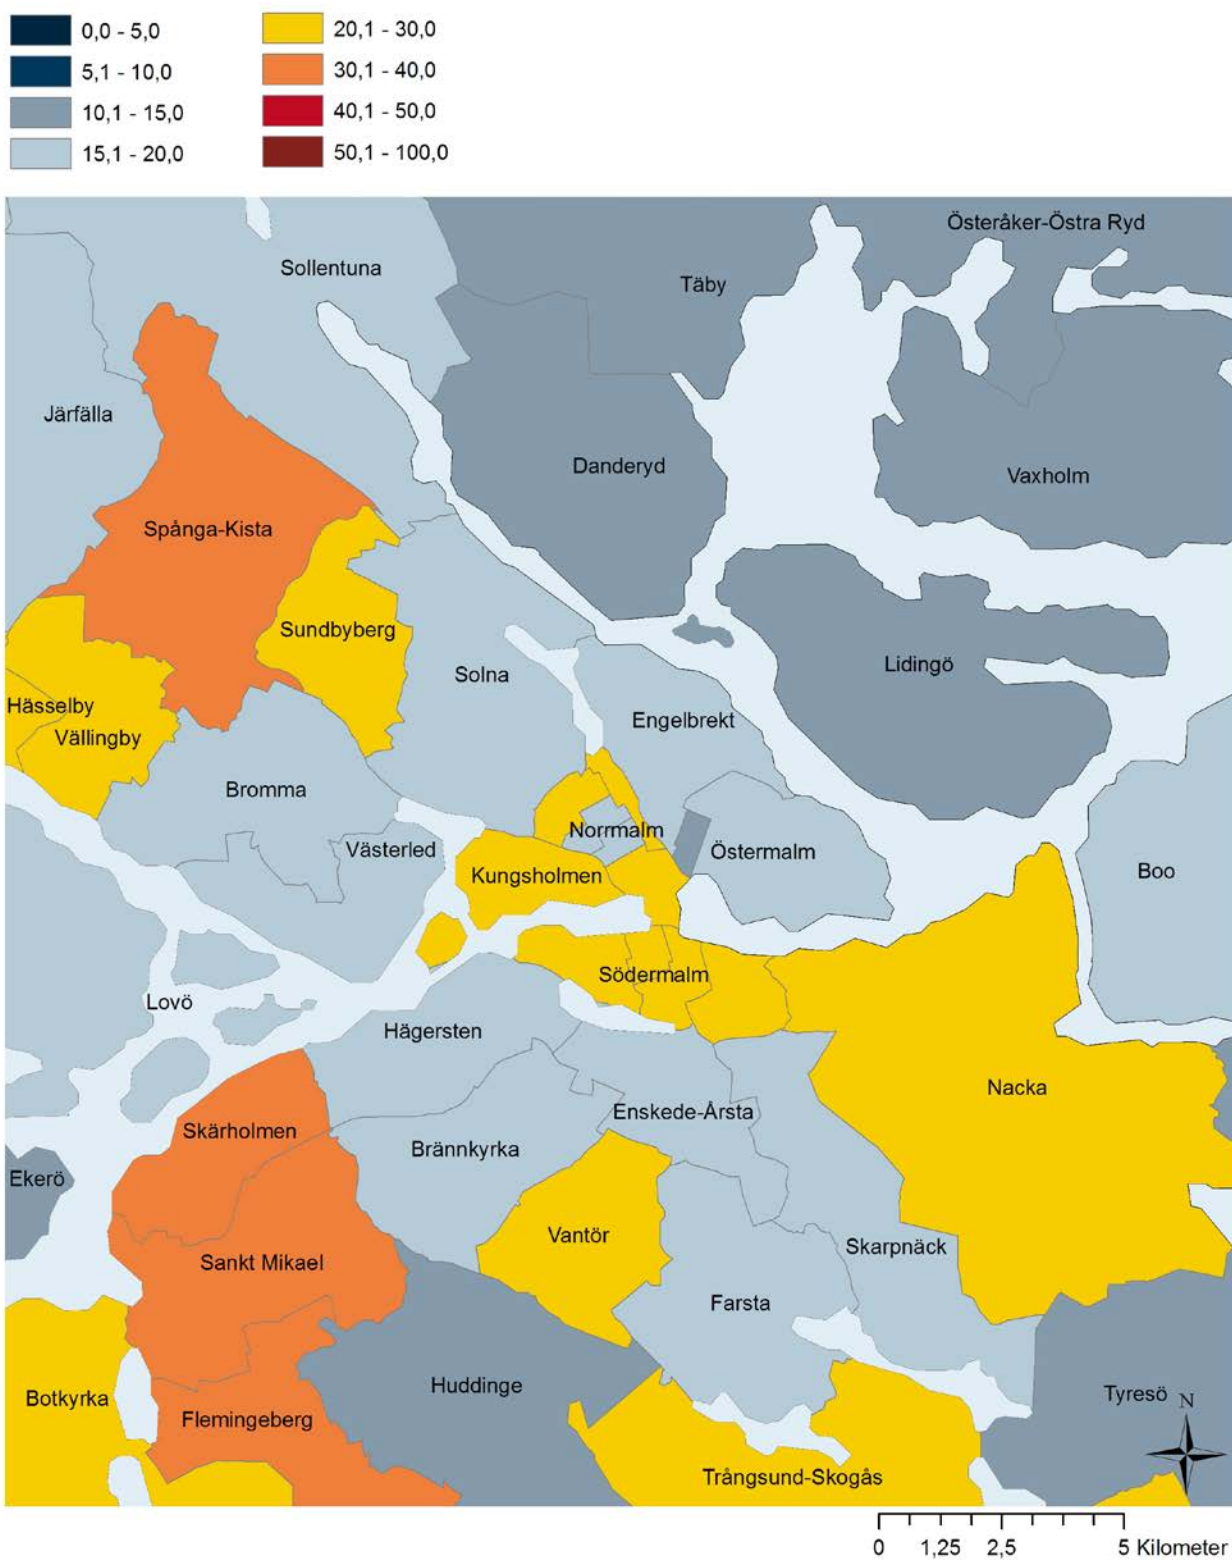 0,0 - 5,0
5,1 - 10,0
10,1 - 15,0
15,1 - 20,0
20,1 - 30,0
30,1 - 40,0
40,1 - 50,0
50,1 - 100,0
Österåker-Östra Ryd
Sollentuna
Täby
Järfälla
Danderyd
Vaxholm
Spånga-Kista
Sundbyberg
Lidingö
Solna
Hässelby
Engelbrekt
Vällingby
Bromma
Norrmalm
Västerled
Östermalm
Boo
Kungsholmen
Södermalm
Lovö
Hägersten
Nacka
Enskede-Årsta
Skärholmen
Brännkyrka
Ekerö
Vantör
Skarpnäck
Sankt Mikael
Farsta
Huddinge
Tyresö
N
Botkyrka
Flemingeberg
Trångsund-Skogås
0 1,25 2,5 5 Kilometer